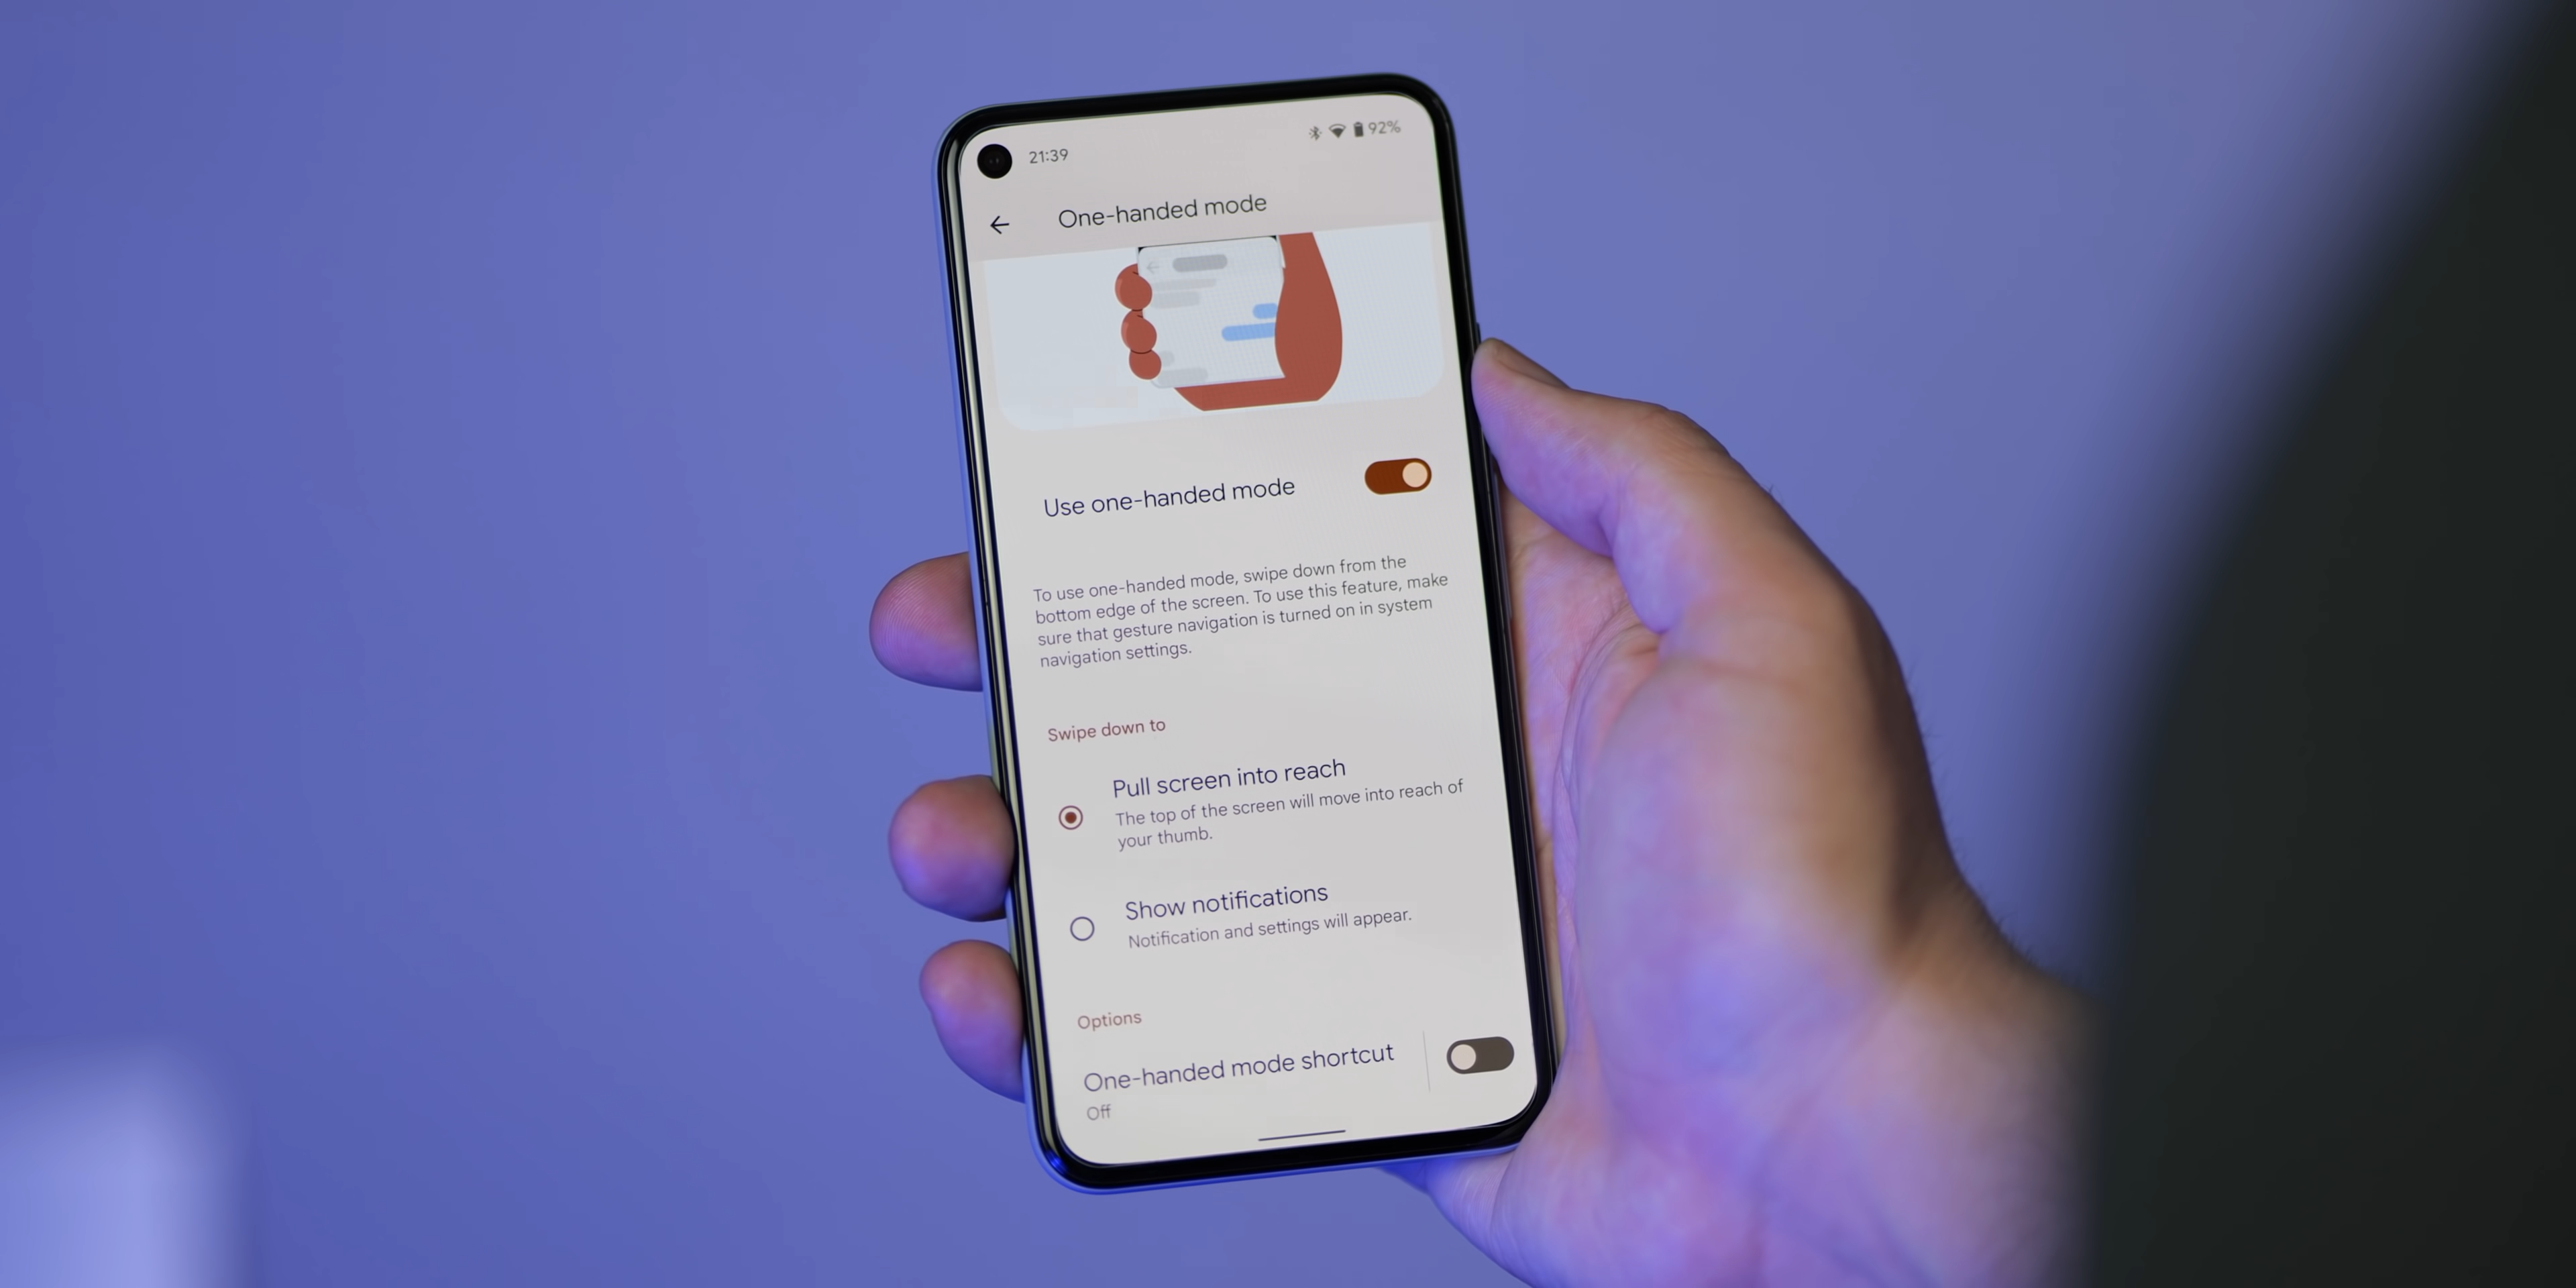 21:39
92%
One-handed mode
Use one-handed mode
To use one-handed mode, swipe down from the
bottom edge of the screen. To use this feature, make
sure that gesture navigation is turned on in system
navigation settings.
Swipe down to
Pull screen into reach
The top of the screen will move into reach of
your thumb.
Show notifications
Notification and settings will appear.
Options
One-handed mode shortcut
Off